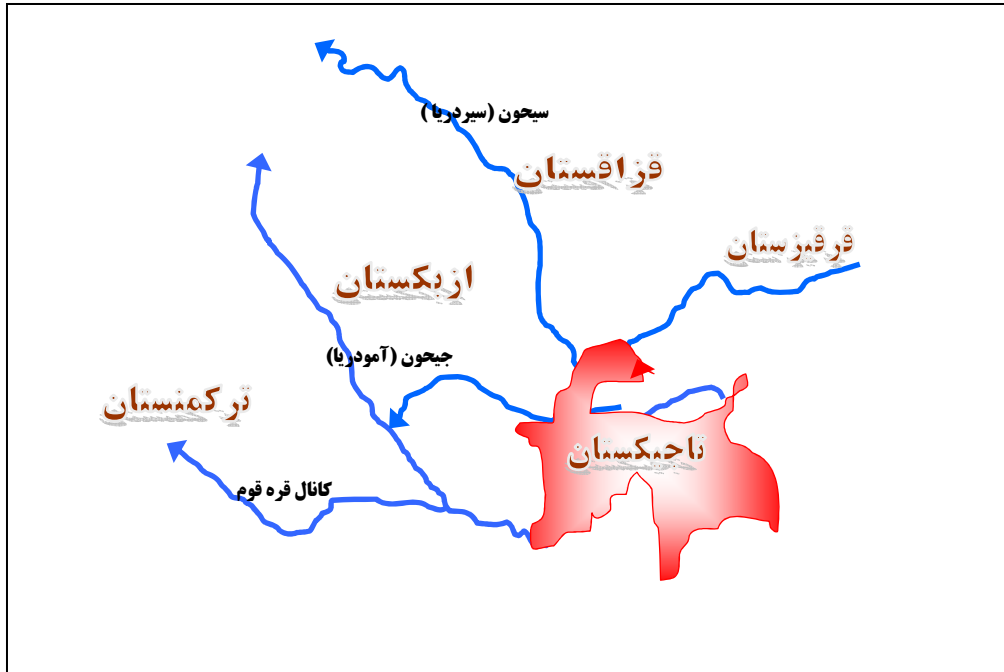 سیحون (سیردریا )
قزاقستان
قرقیزستان
ازبکستان
جیحون (آمودریا)
ترکمنستان
تاجیکستان
کانال قره قوم